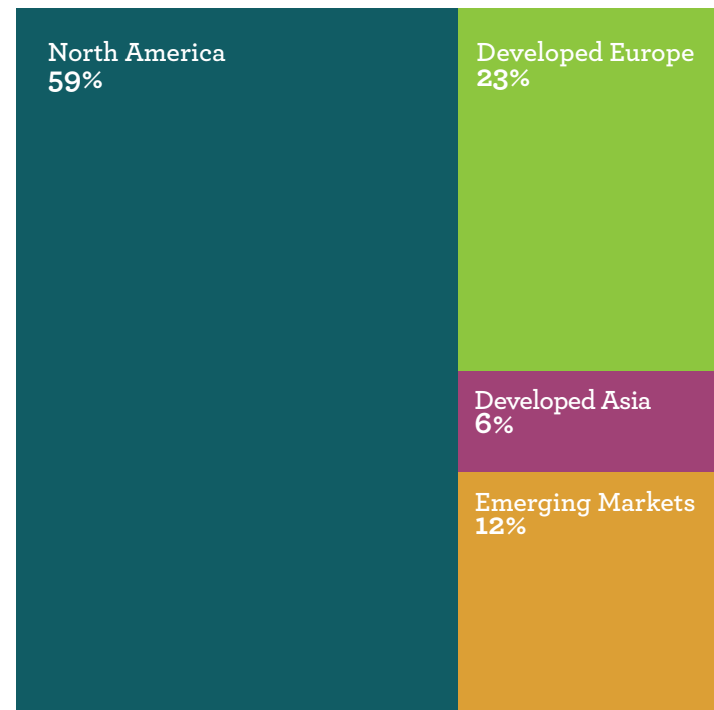 North America
59%
Developed Europe
23%
Developed Asia
6%
Emerging Markets
12%